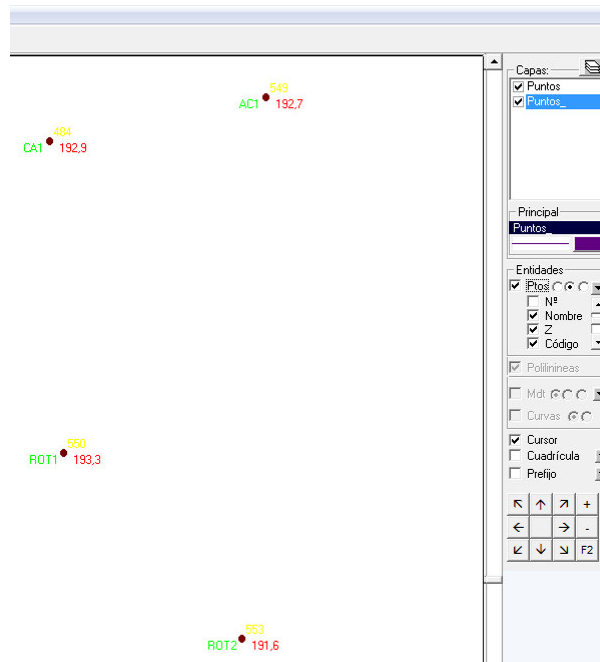 549
AC1 192,7
484
CA1 192,9
550
ROT1 193,3
553
ROT2 191,6
Capas:
Puntos
Puntos_
Principal
Puntos_
Entidades
Ptos
Nº
Nombre
Z
Código
Polilineas
Mdt
Curvas
Cursor
Cuadrícula
Prefijo
+
-
F2